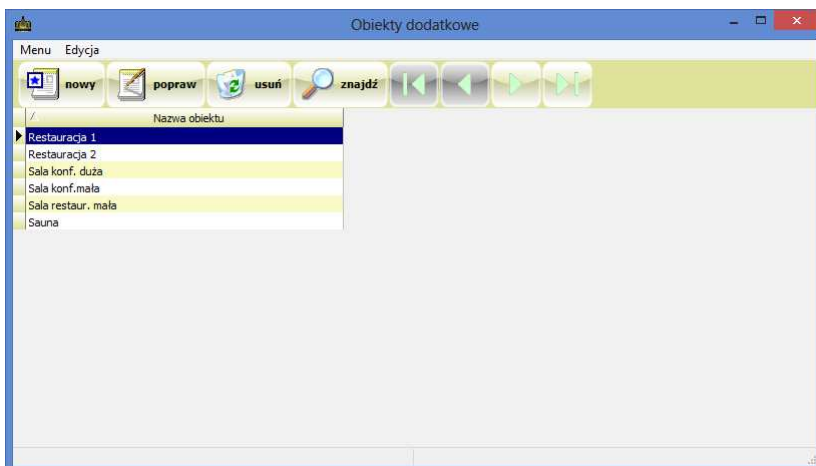 Obiekty dodatkowe
Menu Edycja
nowy popraw usuń znajdź
Nazwa obiektu
Restauracja 1
Restauracja 2
Sala konf. duża
Sala konf.mała
Sala restaur. mała
Sauna